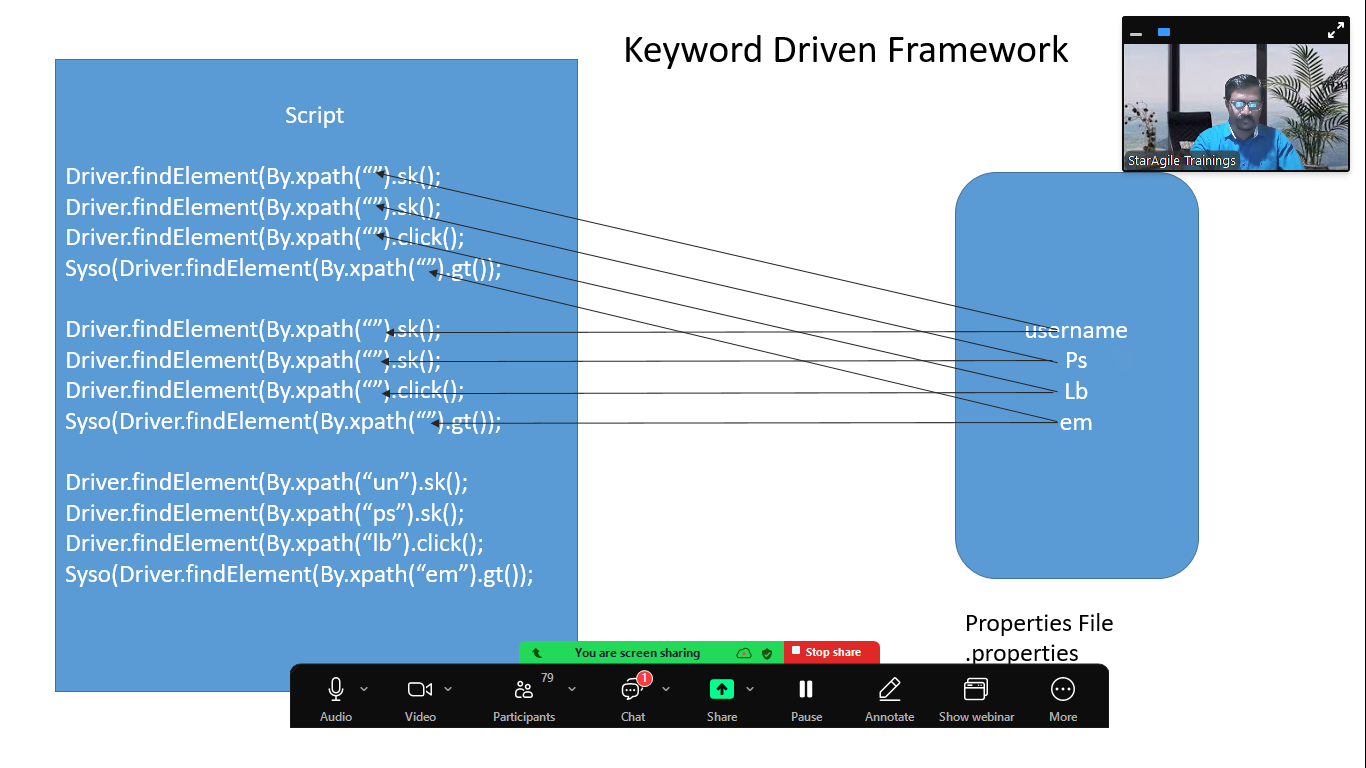 Keyword Driven Framework
StarAgile Trainings
Script
Driver.findElement(By.xpath(“”).sk();
Driver.findElement(By.xpath(“”).sk();
Driver.findElement(By.xpath(“”).click();
Syso(Driver.findElement(By.xpath(“”).gt());
Driver.findElement(By.xpath(“”).sk();
Driver.findElement(By.xpath(“”).sk();
Driver.findElement(By.xpath(“”).click();
Syso(Driver.findElement(By.xpath(“”).gt());
Driver.findElement(By.xpath(“un”).sk();
Driver.findElement(By.xpath(“ps”).sk();
Driver.findElement(By.xpath(“lb”).click();
Syso(Driver.findElement(By.xpath(“em”).gt());
username
Ps
Lb
em
Properties File
.properties
You are screen sharing
Stop share
79
1
Audio
Video
Participants
Chat
Share
Pause
Annotate
Show webinar
More